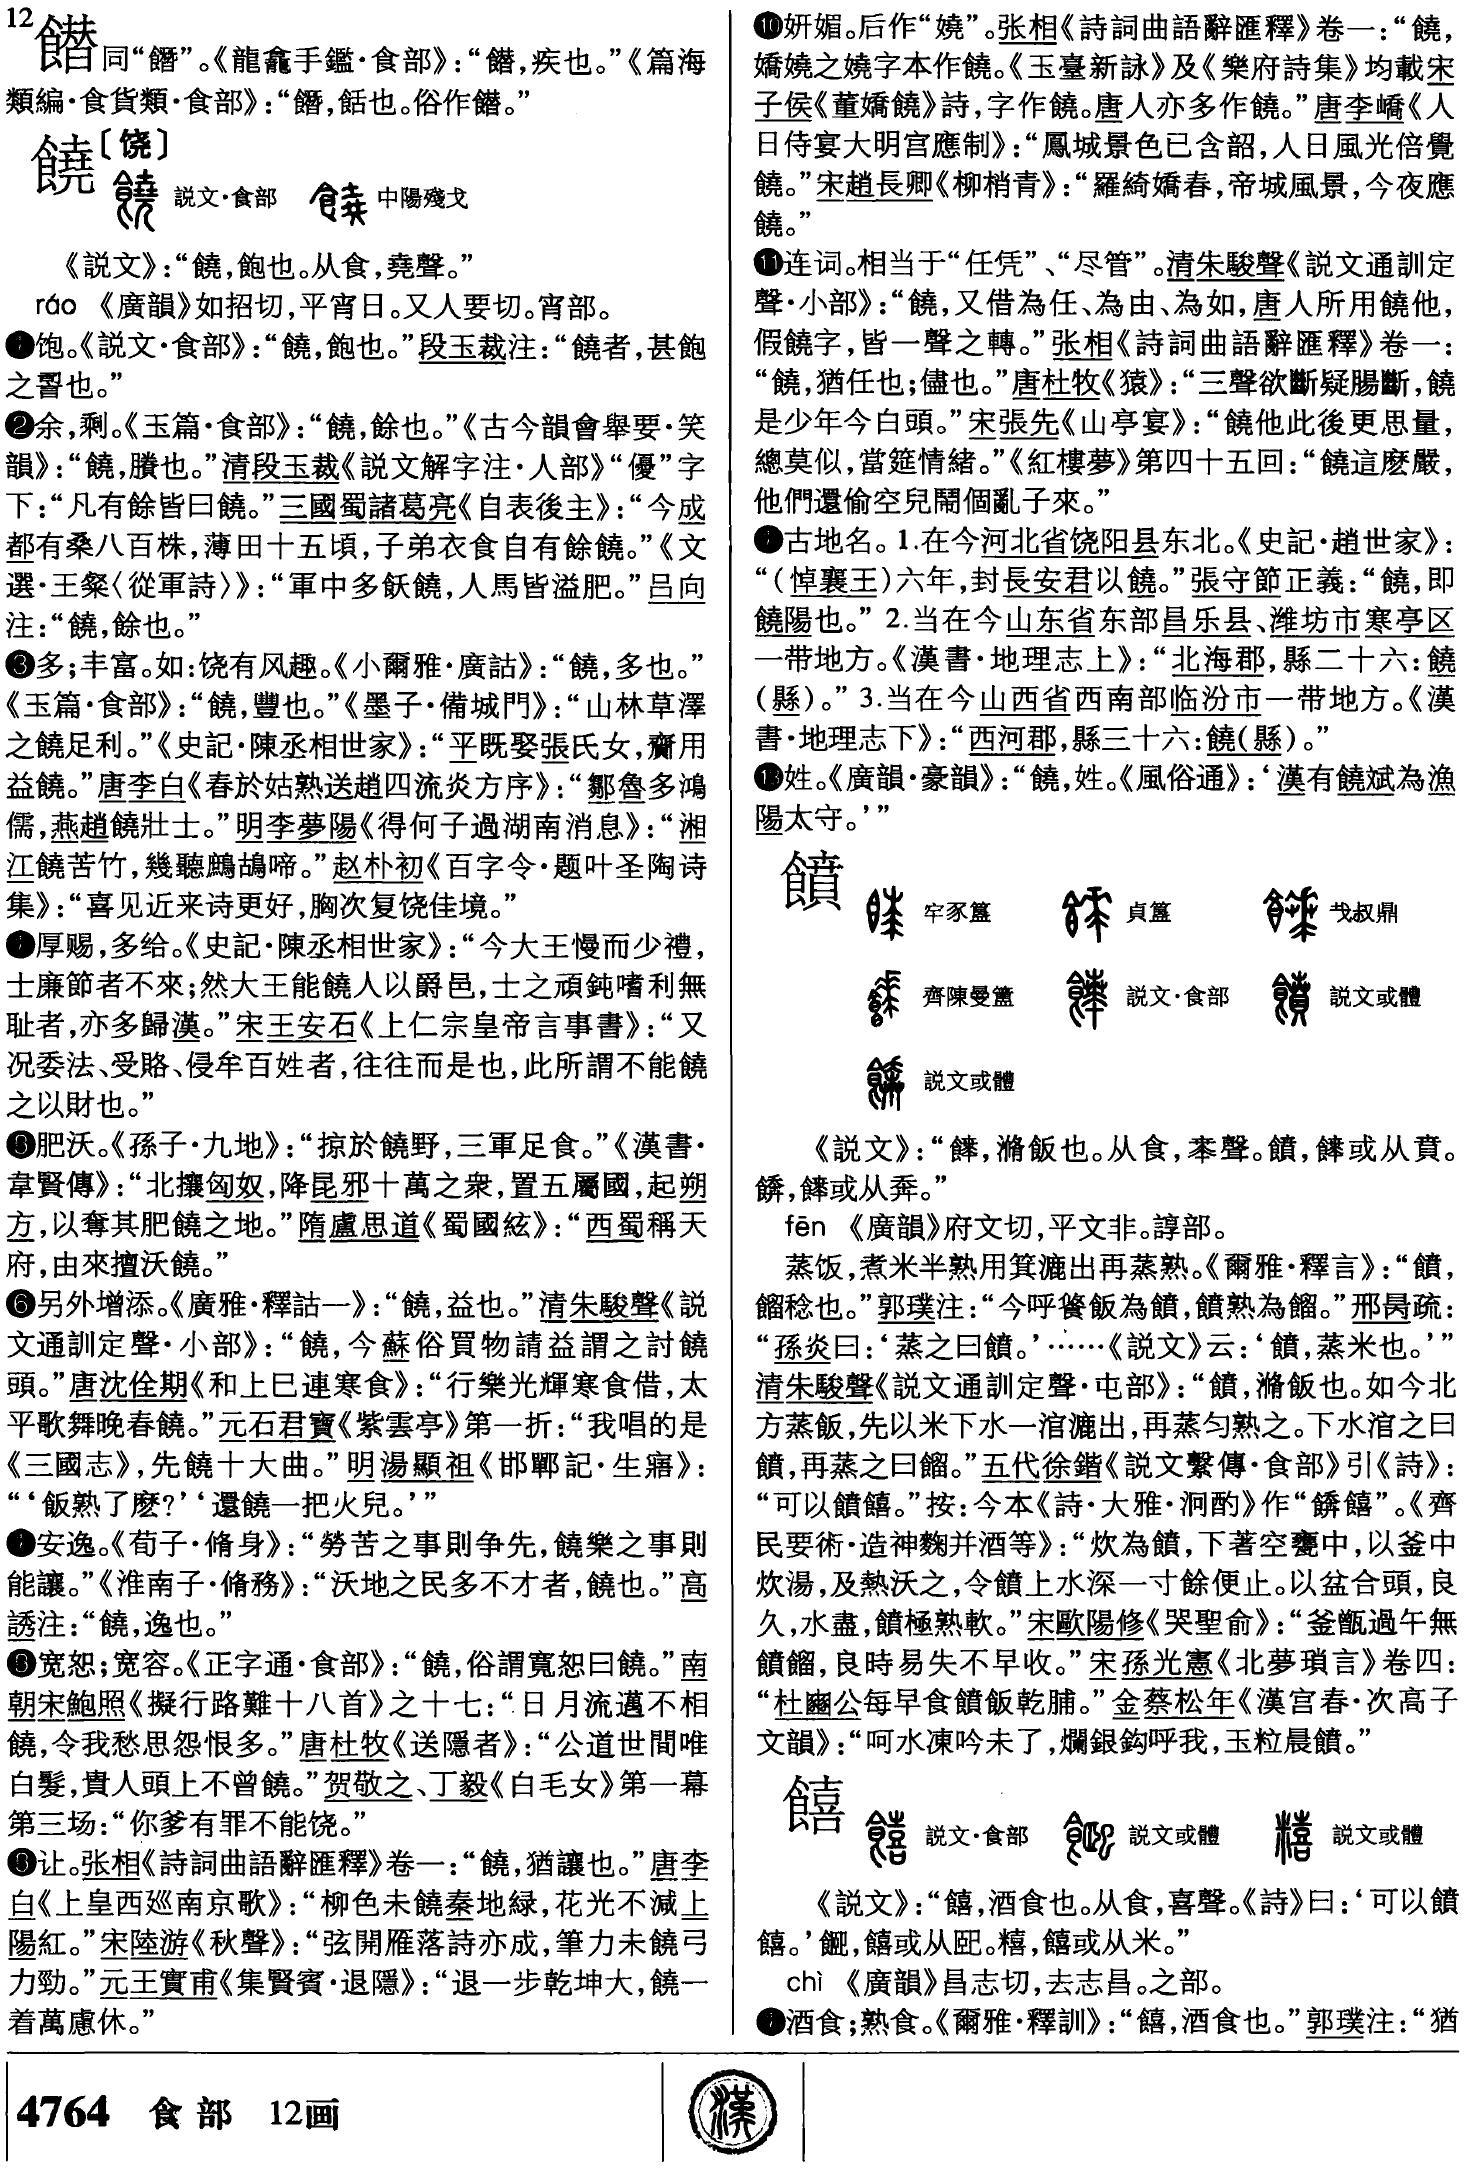 12
䭙同“䭕”。《龍龕手鑑·食部》：“䭙，疾也。”《篇海
類編·食貨類·食部》：“䭕，餂也。俗作䭙。”
饒〔饶〕
説文·食部 中陽殘戈
《説文》：“饒，飽也。从食，堯聲。”
ráo 《廣韻》如招切，平宵日。又人要切。宵部。
❶饱。《説文·食部》：“饒，飽也。”段玉裁注：“饒者，甚飽
之䛐也。”
❷余，剩。《玉篇·食部》：“饒，餘也。”《古今韻會舉要·笑
韻》：“饒，賸也。”清段玉裁《説文解字注·人部》“優”字
下：“凡有餘皆曰饒。”三國蜀諸葛亮《自表後主》：“今成
都有桑八百株，薄田十五頃，子弟衣食自有餘饒。”《文
選·王粲〈從軍詩〉》：“軍中多飫饒，人馬皆溢肥。”吕向
注：“饒，餘也。”
❸多；丰富。如：饶有风趣。《小爾雅·廣詁》：“饒，多也。”
《玉篇·食部》：“饒，豐也。”《墨子·備城門》：“山林草澤
之饒足利。”《史記·陳丞相世家》：“平既娶張氏女，齎用
益饒。”唐李白《春於姑熟送趙四流炎方序》：“鄒魯多鴻
儒，燕趙饒壯士。”明李夢陽《得何子過湖南消息》：“湘
江饒苦竹，幾聽鷓鴣啼。”赵朴初《百字令·题叶圣陶诗
集》：“喜见近来诗更好，胸次复饶佳境。”
❹厚赐，多给。《史記·陳丞相世家》：“今大王慢而少禮，
士廉節者不來；然大王能饒人以爵邑，士之頑鈍嗜利無
耻者，亦多歸漢。”宋王安石《上仁宗皇帝言事書》：“又
况委法、受賂、侵牟百姓者，往往而是也，此所謂不能饒
之以財也。”
❺肥沃。《孫子·九地》：“掠於饒野，三軍足食。”《漢書·
韋賢傳》：“北攘匈奴，降昆邪十萬之衆，置五屬國，起朔
方，以奪其肥饒之地。”隋盧思道《蜀國絃》：“西蜀稱天
府，由來擅沃饒。”
❻另外增添。《廣雅·釋詁一》：“饒，益也。”清朱駿聲《説
文通訓定聲·小部》：“饒，今蘇俗買物請益謂之討饒
頭。”唐沈佺期《和上巳連寒食》：“行樂光輝寒食借，太
平歌舞晚春饒。”元石君寶《紫雲亭》第一折：“我唱的是
《三國志》，先饒十大曲。”明湯顯祖《邯鄲記·生寤》：
“‘飯熟了麽？’‘還饒一把火兒。’”
❼安逸。《荀子·脩身》：“勞苦之事則争先，饒樂之事則
能讓。”《淮南子·脩務》：“沃地之民多不才者，饒也。”高
誘注：“饒，逸也。”
❽宽恕；宽容。《正字通·食部》：“饒，俗謂寬恕曰饒。”南
朝宋鮑照《擬行路難十八首》之十七：“日月流邁不相
饒，令我愁思怨恨多。”唐杜牧《送隱者》：“公道世間唯
白髮，貴人頭上不曾饒。”贺敬之、丁毅《白毛女》第一幕
第三场：“你爹有罪不能饶。”
❾让。张相《詩詞曲語辭匯釋》卷一：“饒，猶讓也。”唐李
白《上皇西巡南京歌》：“柳色未饒秦地緑，花光不減上
陽紅。”宋陸游《秋聲》：“弦開雁落詩亦成，筆力未饒弓
力勁。”元王實甫《集賢賓·退隱》：“退一步乾坤大，饒一
着萬慮休。”
❿妍媚。后作“嬈”。张相《詩詞曲語辭匯釋》卷一：“饒，
嬌嬈之嬈字本作饒。《玉臺新詠》及《樂府詩集》均載宋
子侯《董嬌饒》詩，字作饒。唐人亦多作饒。”唐李嶠《人
日侍宴大明宫應制》：“鳳城景色已含韶，人日風光倍覺
饒。”宋趙長卿《柳梢青》：“羅綺嬌春，帝城風景，今夜應
饒。”
⓫连词。相当于“任凭”、“尽管”。清朱駿聲《説文通訓定
聲·小部》：“饒，又借為任、為由、為如，唐人所用饒他，
假饒字，皆一聲之轉。”张相《詩詞曲語辭匯釋》卷一：
“饒，猶任也；儘也。”唐杜牧《猿》：“三聲欲斷疑腸斷，饒
是少年今白頭。”宋張先《山亭宴》：“饒他此後更思量，
總莫似，當筵情緒。”《紅樓夢》第四十五回：“饒這麽嚴，
他們還偷空兒鬧個亂子來。”
⓬古地名。1.在今河北省饶阳县东北。《史記·趙世家》：
“（悼襄王）六年，封長安君以饒。”張守節正義：“饒，即
饒陽也。”2.当在今山东省东部昌乐县、潍坊市寒亭区
一带地方。《漢書·地理志上》：“北海郡，縣二十六：饒
（縣）。”3.当在今山西省西南部临汾市一带地方。《漢
書·地理志下》：“西河郡，縣三十六：饒（縣）。”
⓭姓。《廣韻·豪韻》：“饒，姓。《風俗通》：‘漢有饒斌為漁
陽太守。’”
饙
牢豕簋 貞簋 弋叔鼎
齊陳曼簠 説文·食部 説文或體
説文或體
《説文》：“䬳，滫飯也。从食，𠦪聲。饙，䬳或从賁。
餴，䬳或从奔。”
fēn 《廣韻》府文切，平文非。諄部。
蒸饭，煮米半熟用箕漉出再蒸熟。《爾雅·釋言》：“饙，
餾稔也。”郭璞注：“今呼餐飯為饙，饙熟為餾。”邢昺疏：
“孫炎曰：‘蒸之曰饙。’……《説文》云：‘饙，蒸米也。’”
清朱駿聲《説文通訓定聲·屯部》：“饙，滫飯也。如今北
方蒸飯，先以米下水一涫漉出，再蒸匀熟之。下水涫之曰
饙，再蒸之曰餾。”五代徐鍇《説文繫傳·食部》引《詩》：
“可以饙饎。”按：今本《詩·大雅·泂酌》作“餴饎”。《齊
民要術·造神麴并酒等》：“炊為饙，下著空甕中，以釜中
炊湯，及熱沃之，令饙上水深一寸餘便止。以盆合頭，良
久，水盡，饙極熟軟。”宋歐陽修《哭聖俞》：“釜甑過午無
饙餾，良時易失不早收。”宋孫光憲《北夢瑣言》卷四：
“杜豳公每早食饙飯乾脯。”金蔡松年《漢宫春·次高子
文韻》：“呵水凍吟未了，爛銀鈎呼我，玉粒晨饙。”
饎
説文·食部 説文或體 説文或體
《説文》：“饎，酒食也。从食，喜聲。《詩》曰：‘可以饙
饎。’𩜇，饎或从巸。糦，饎或从米。”
chì 《廣韻》昌志切，去志昌。之部。
❶酒食；熟食。《爾雅·釋訓》：“饎，酒食也。”郭璞注：“猶
4764 食部 12画
漢